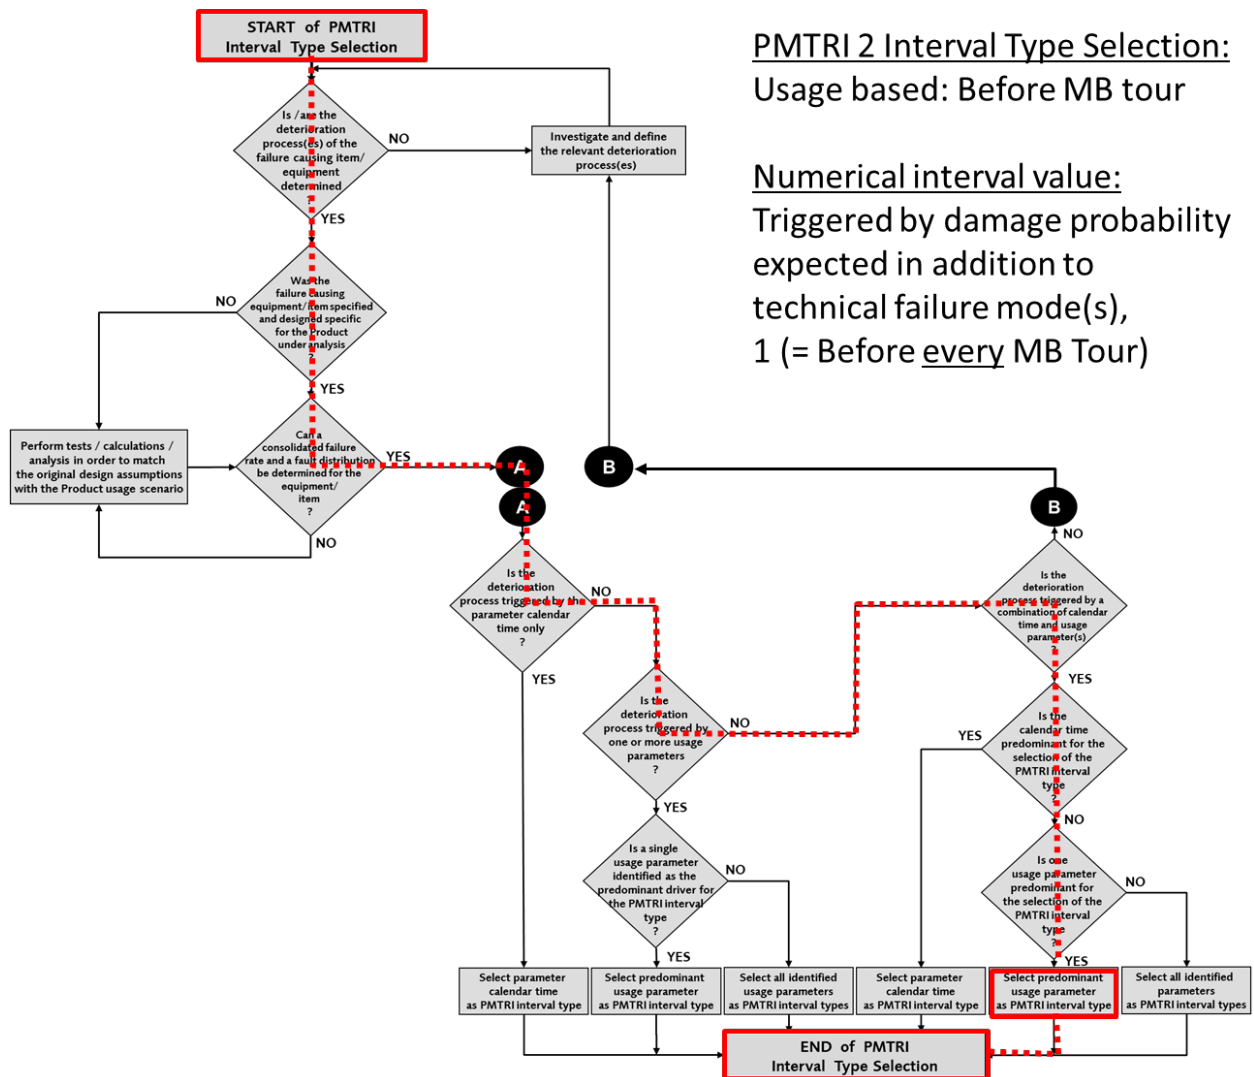 START of PMTRI
Interval Type Selection
PMTRI 2 Interval Type Selection:
Usage based: Before MB tour
Numerical interval value:
Triggered by damage probability
expected in addition to
technical failure mode(s),
1 (= Before every MB Tour)
Is /are the
deterioration
process(es) of the
failure causing item/
equipment
determined
?
NO
Investigate and define
the relevant deterioration
process(es)
YES
Was the
failure causing
equipment/item specified
and designed specific
for the Product
under analysis
?
NO
YES
Perform tests / calculations /
analysis in order to match
the original design assumptions
with the Product usage scenario
Can a
consolidated failure
rate and a fault distribution
be determined for the
equipment/
item
?
YES
NO
A
B
A
B
NO
Is the
deterioration
process triggered by the
parameter calendar
time only
?
NO
YES
Is the
deterioration
process triggered by a
combination of calendar
time and usage
parameter(s)
?
YES
Is the
deterioration
process triggered by
one or more usage
parameters
?
NO
YES
Is the
calendar time
predominant for the
selection of the
PMTRI interval
type
?
YES
NO
Is a single
usage parameter
identified as the
predominant driver for
the PMTRI interval
type
?
NO
YES
Is one
usage parameter
predominant for
the selection of the
PMTRI interval
type
?
NO
YES
Select parameter
calendar time
as PMTRI interval type
Select predominant
usage parameter
as PMTRI interval type
Select all identified
usage parameters
as PMTRI interval types
Select parameter
calendar time
as PMTRI interval type
Select predominant
usage parameter
as PMTRI interval type
Select all identified
parameters
as PMTRI interval types
END of PMTRI
Interval Type Selection